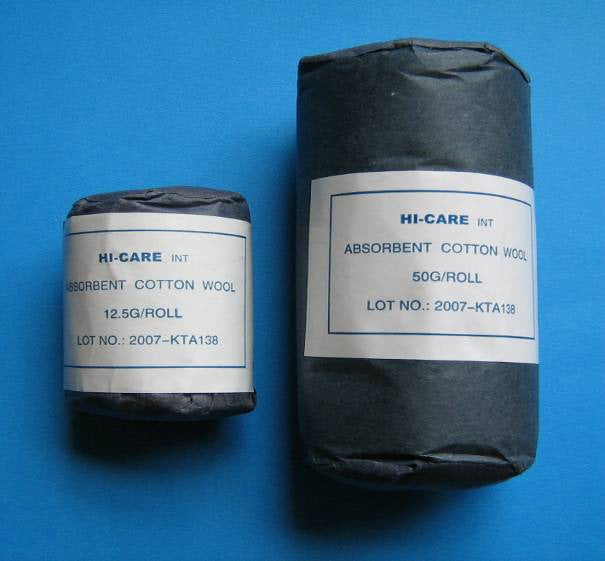 HI-CARE INT
ABSORBENT COTTON WOOL
12.5G/ROLL
LOT NO.: 2007-KTA138
HI-CARE INT
ABSORBENT COTTON WOOL
50G/ROLL
LOT NO.: 2007-KTA138